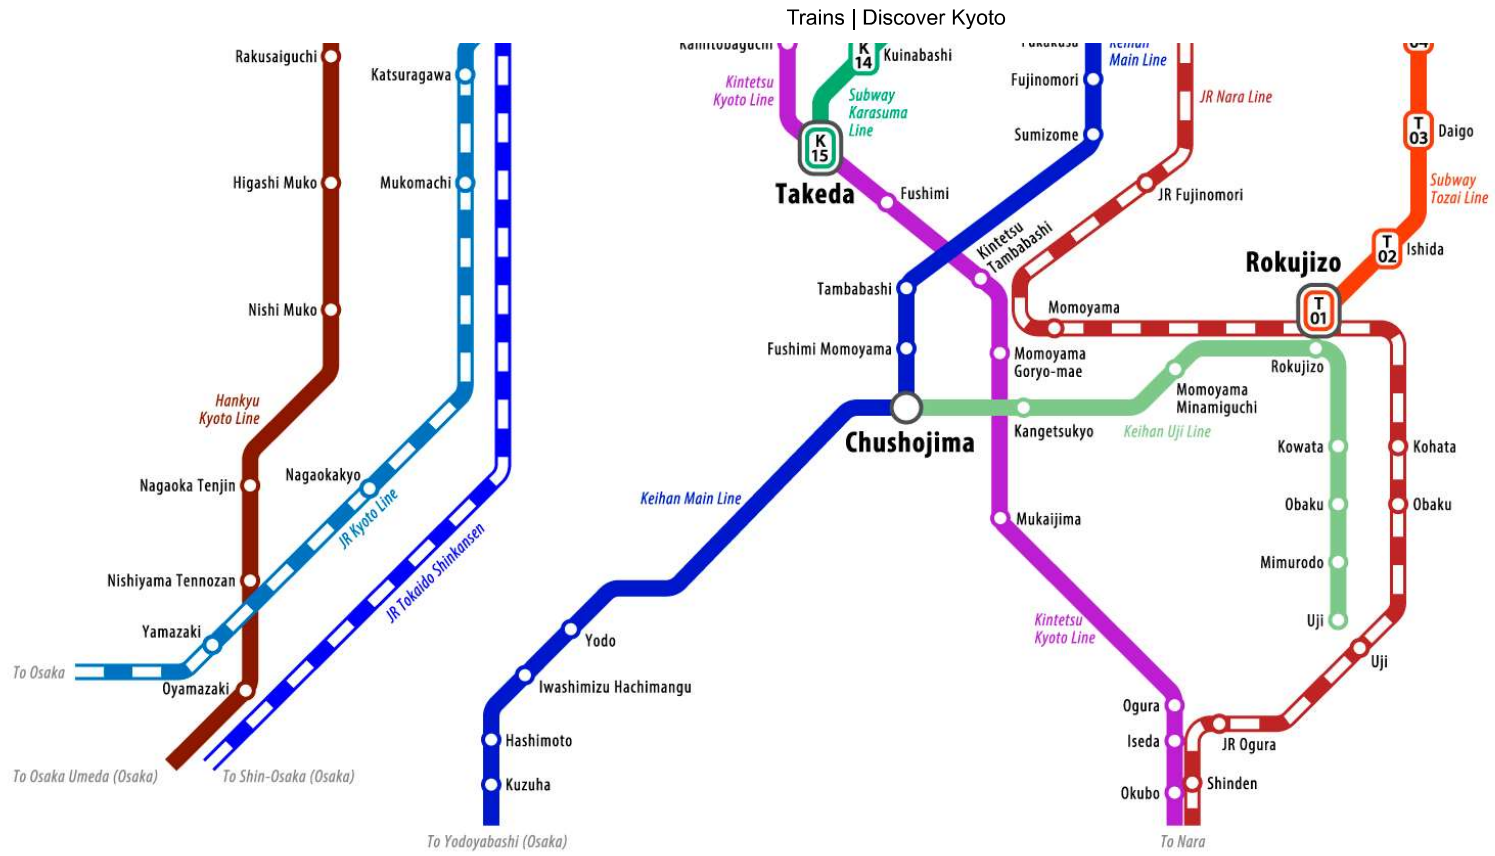 Trains | Discover Kyoto
Rakusaiguchi
Katsuragawa
Kamitobaguchi
K
14
Kuinabashi
Fukakusa
Keihan
Main Line
04
Kintetsu
Kyoto Line
Subway
Karasuma
Line
Fujinomori
JR Nara Line
Sumizome
T
03
Daigo
K
15
Takeda
Higashi Muko
Mukomachi
Fushimi
JR Fujinomori
Subway
Tozai Line
Kintetsu
Tambabashi
T
02
Ishida
Rokujizo
T
01
Tambabashi
Nishi Muko
Momoyama
Fushimi Momoyama
Momoyama
Goryo-mae
Rokujizo
Momoyama
Minamiguchi
Hankyu
Kyoto Line
Chushojima
Kangetsukyo
Keihan Uji Line
Kowata
Kohata
Nagaoka Tenjin
Nagaokakyo
JR Kyoto Line
Keihan Main Line
Obaku
Obaku
Mukaijima
JR Tokaido Shinkansen
Nishiyama Tennozan
Mimurodo
Yamazaki
Yodo
Kintetsu
Kyoto Line
Uji
Uji
To Osaka
Oyamazaki
Iwashimizu Hachimangu
Ogura
Hashimoto
Iseda
JR Ogura
To Osaka Umeda (Osaka)
To Shin-Osaka (Osaka)
Kuzuha
Okubo
Shinden
To Yodoyabashi (Osaka)
To Nara